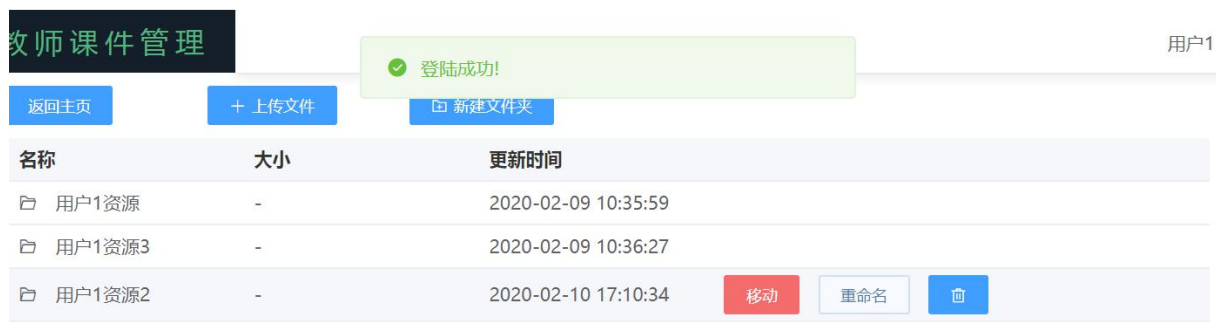 教师课件管理
登陆成功!
用户1
返回主页
+ 上传文件
新建文件夹
名称 大小 更新时间
用户1资源 - 2020-02-09 10:35:59
用户1资源3 - 2020-02-09 10:36:27
用户1资源2 - 2020-02-10 17:10:34 移动 重命名